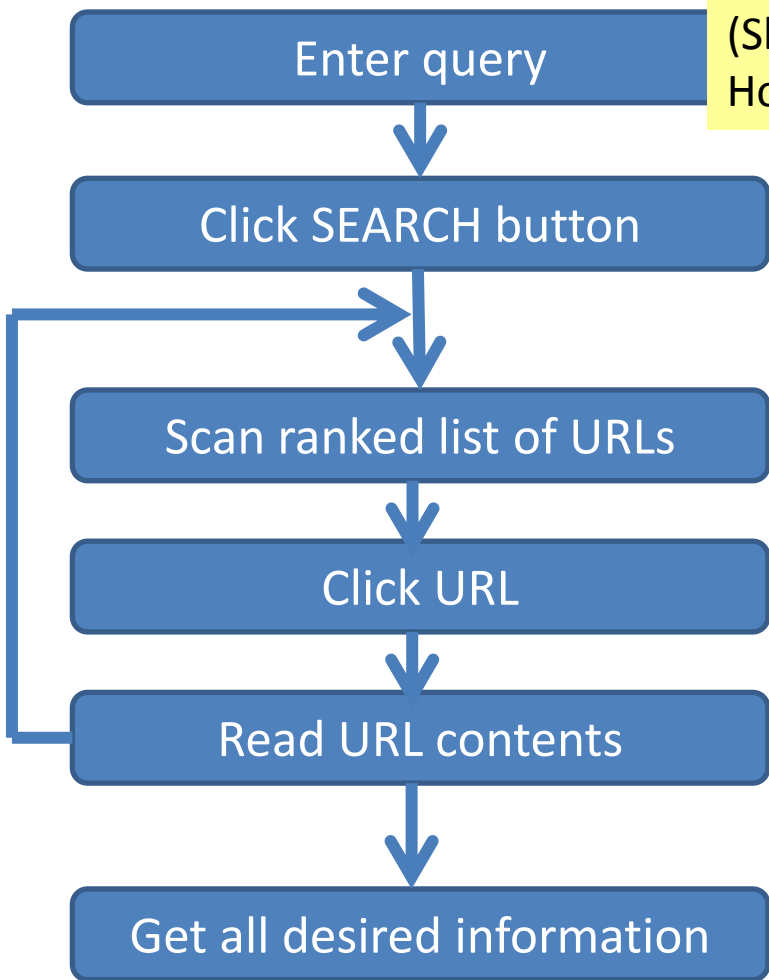 Enter query
Click SEARCH button
Scan ranked list of URLs
Click URL
Read URL contents
Get all desired information